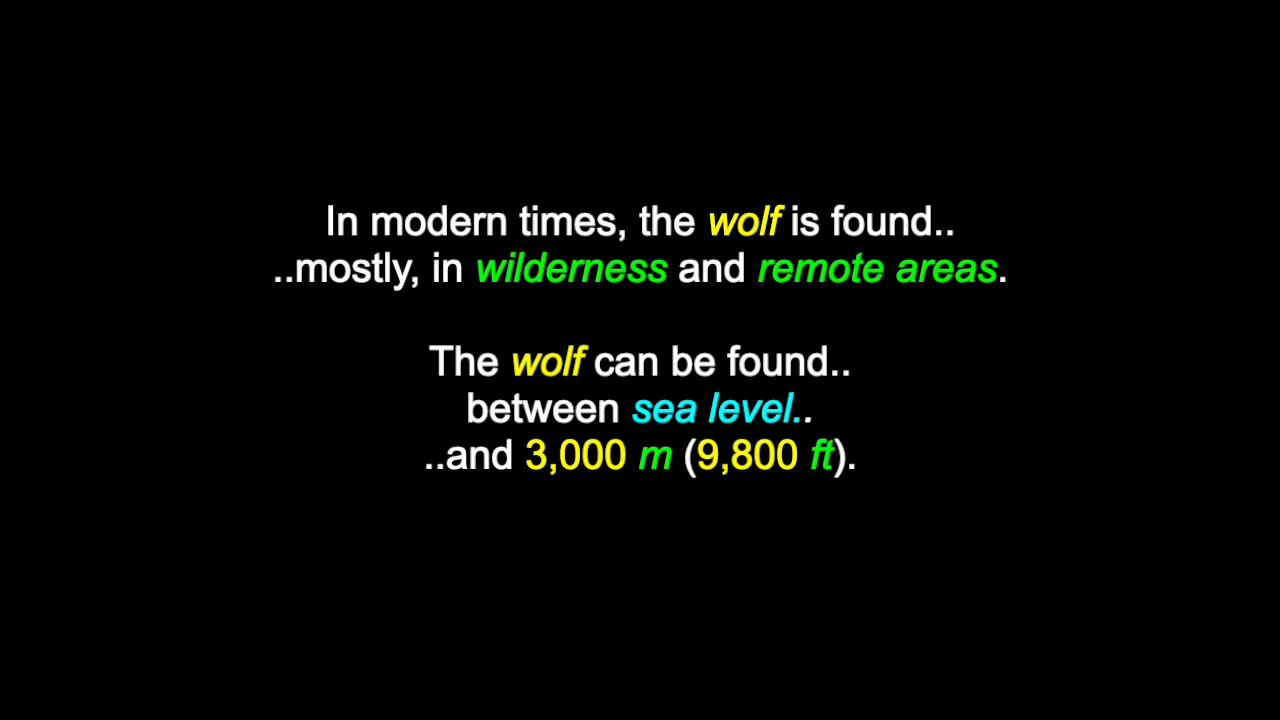 In modern times, the wolf is found..
..mostly, in wilderness and remote areas.
The wolf can be found..
between sea level..
..and 3,000 m (9,800 ft).